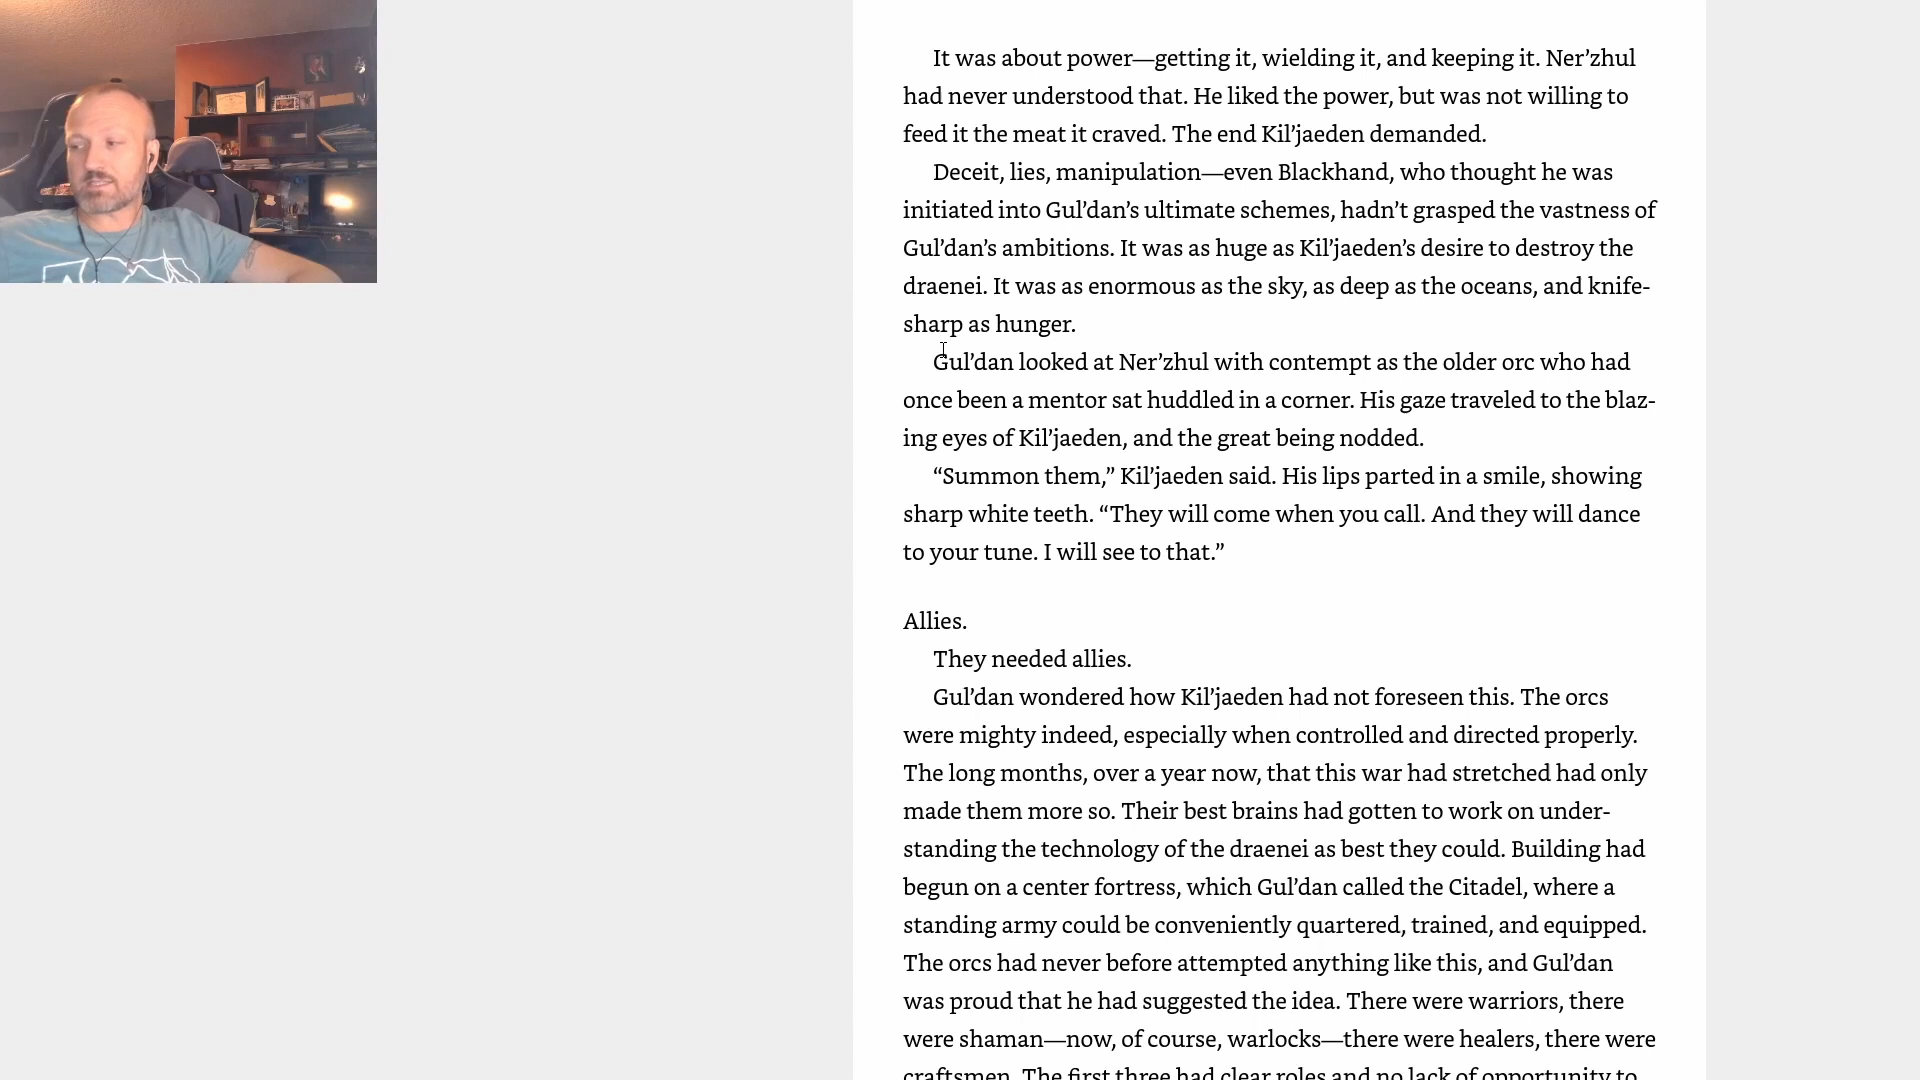 It was about power—getting it, wielding it, and keeping it. Ner’zhul
had never understood that. He liked the power, but was not willing to
feed it the meat it craved. The end Kil’jaeden demanded.
Deceit, lies, manipulation—even Blackhand, who thought he was
initiated into Gul’dan’s ultimate schemes, hadn’t grasped the vastness of
Gul’dan’s ambitions. It was as huge as Kil’jaeden’s desire to destroy the
draenei. It was as enormous as the sky, as deep as the oceans, and knife-
sharp as hunger.
Gul’dan looked at Ner’zhul with contempt as the older orc who had
once been a mentor sat huddled in a corner. His gaze traveled to the blaz-
ing eyes of Kil’jaeden, and the great being nodded.
“Summon them,” Kil’jaeden said. His lips parted in a smile, showing
sharp white teeth. “They will come when you call. And they will dance
to your tune. I will see to that.”
Allies.
They needed allies.
Gul’dan wondered how Kil’jaeden had not foreseen this. The orcs
were mighty indeed, especially when controlled and directed properly.
The long months, over a year now, that this war had stretched had only
made them more so. Their best brains had gotten to work on under-
standing the technology of the draenei as best they could. Building had
begun on a center fortress, which Gul’dan called the Citadel, where a
standing army could be conveniently quartered, trained, and equipped.
The orcs had never before attempted anything like this, and Gul’dan
was proud that he had suggested the idea. There were warriors, there
were shaman—now, of course, warlocks—there were healers, there were
craftsmen. The first three had clear roles and no lack of opportunity to